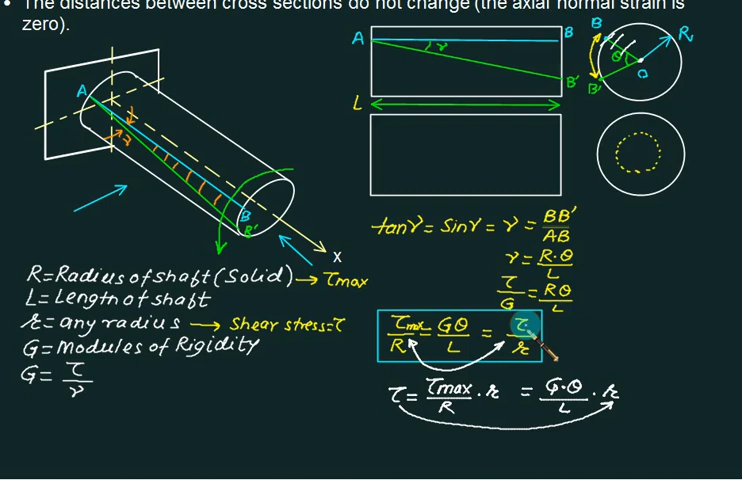 • The distances between cross sections do not change (the axial normal strain is
zero).
A
B
B'
γ
γ
X
A
B
γ
B'
L
B
R
θ
O
B'
tanγ = Sinγ = γ = BB'/AB
γ = R·θ/L
τ/G = Rθ/L
R=Radius of shaft (Solid) → τmax
L=Length of shaft
r=any radius → Shear stress=τ
G=Modules of Rigidity
G = τ/γ
τmax/R = Gθ/L = τ/r
τ = τmax/R · r = G·θ/L · r